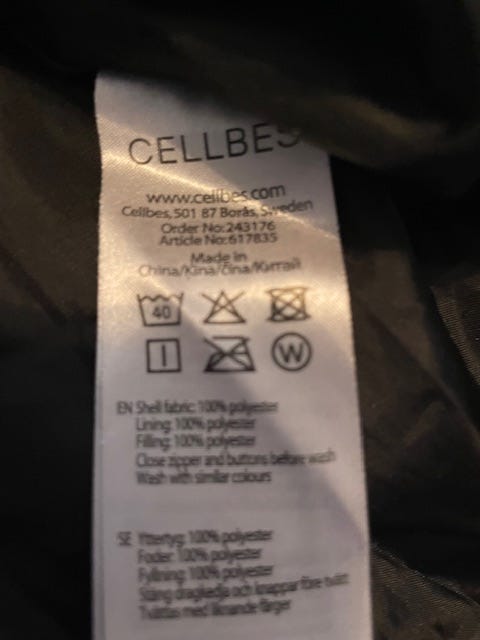 CELLBES
www.cellbes.com
Cellbes, 501 87 Borås, Sweden
Order No: 243176
Article No: 617835
Made in
China/Kina/Čína/Китай
40
W
EN Shell fabric: 100% polyester
Lining: 100% polyester
Filling: 100% polyester
Close zipper and buttons before wash
Wash with similar colours
SE Yttertyg: 100% polyester
Foder: 100% polyester
Fyllning: 100% polyester
Stäng dragkedja och knappar före tvätt
Tvättas med liknande färger